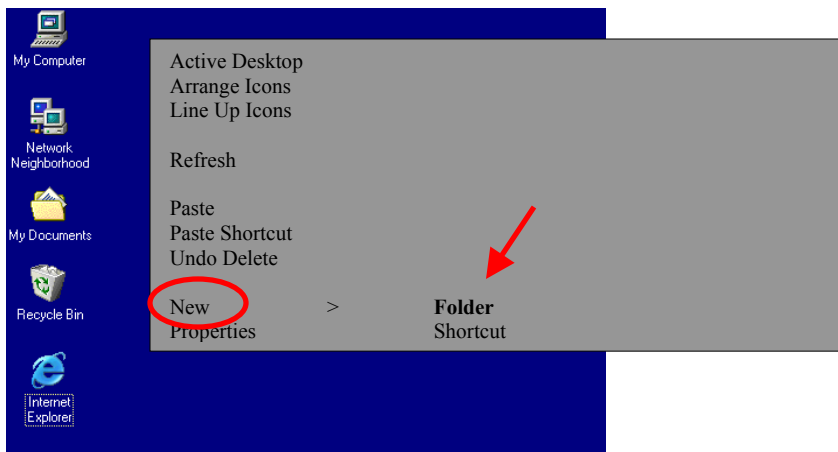 My Computer
Network
Neighborhood
My Documents
Recycle Bin
Internet
Explorer
Active Desktop
Arrange Icons
Line Up Icons
Refresh
Paste
Paste Shortcut
Undo Delete
New > Folder
Properties Shortcut